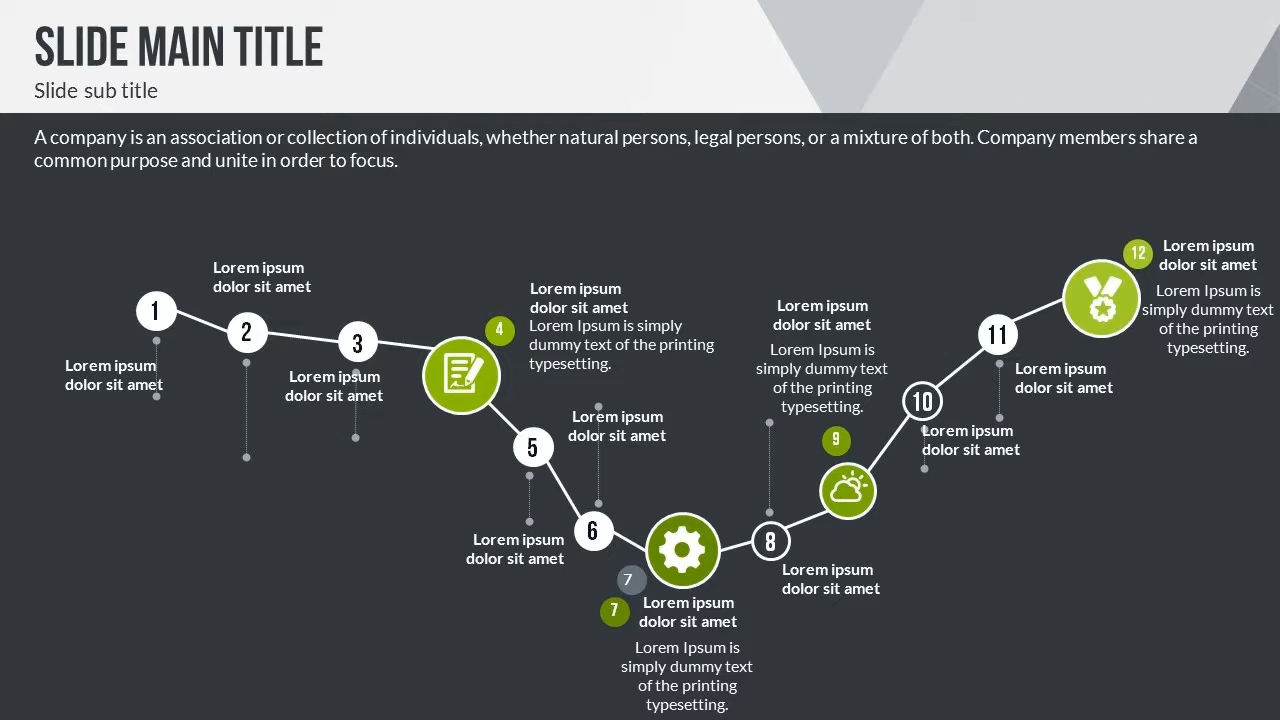 SLIDE MAIN TITLE
Slide sub title
A company is an association or collection of individuals, whether natural persons, legal persons, or a mixture of both. Company members share a
common purpose and unite in order to focus.
1
Lorem ipsum
dolor sit amet
2
Lorem ipsum
dolor sit amet
3
Lorem ipsum
dolor sit amet
4
Lorem ipsum
dolor sit amet
Lorem Ipsum is simply
dummy text of the printing
typesetting.
5
Lorem ipsum
dolor sit amet
6
Lorem ipsum
dolor sit amet
7
7
Lorem ipsum
dolor sit amet
Lorem Ipsum is
simply dummy text
of the printing
typesetting.
8
Lorem ipsum
dolor sit amet
Lorem ipsum
dolor sit amet
Lorem Ipsum is
simply dummy text
of the printing
typesetting.
9
10
Lorem ipsum
dolor sit amet
11
Lorem ipsum
dolor sit amet
12
Lorem ipsum
dolor sit amet
Lorem Ipsum is
simply dummy text
of the printing
typesetting.